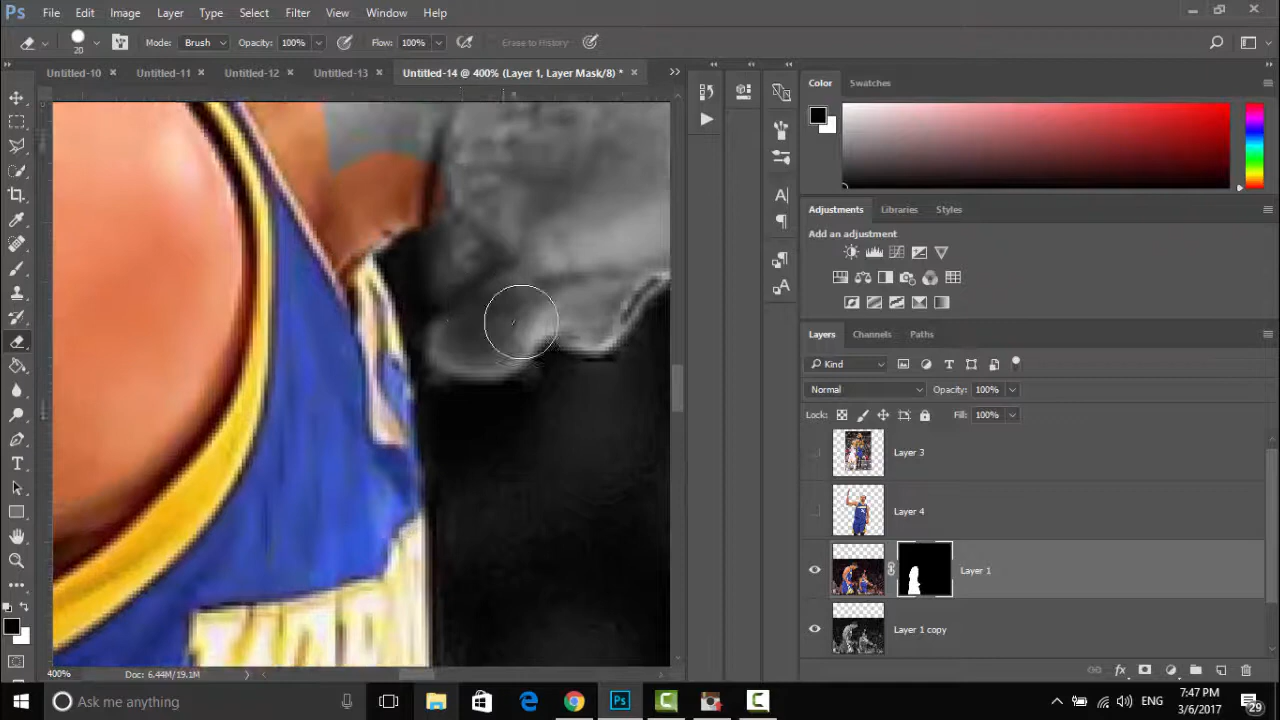 Ps File Edit Image Layer Type Select Filter View Window Help
20 Mode: Brush Opacity: 100% Flow: 100% Erase to History
Untitled-10 × Untitled-11 × Untitled-12 × Untitled-13 × Untitled-14 @ 400% (Layer 1, Layer Mask/8) * ×
Color Swatches
Adjustments Libraries Styles
Add an adjustment
Layers Channels Paths
Kind
Normal Opacity: 100%
Lock: Fill: 100%
Layer 3
Layer 4
Layer 1
Layer 1 copy
400% Doc: 6.44M/19.1M
Ask me anything Ps ENG 7:47 PM
3/6/2017 29